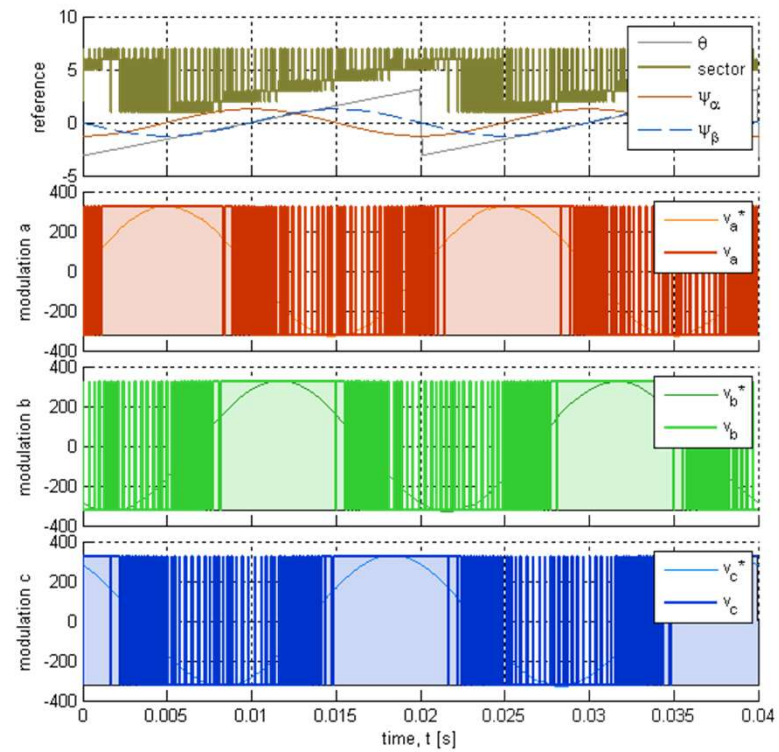 10
5
0
-5
reference
θ
sector
ψα
ψβ
400
200
0
-200
-400
modulation a
va*
va
400
200
0
-200
-400
modulation b
vb*
vb
400
200
0
-200
-400
modulation c
vc*
vc
0 0.005 0.01 0.015 0.02 0.025 0.03 0.035 0.04
time, t [s]